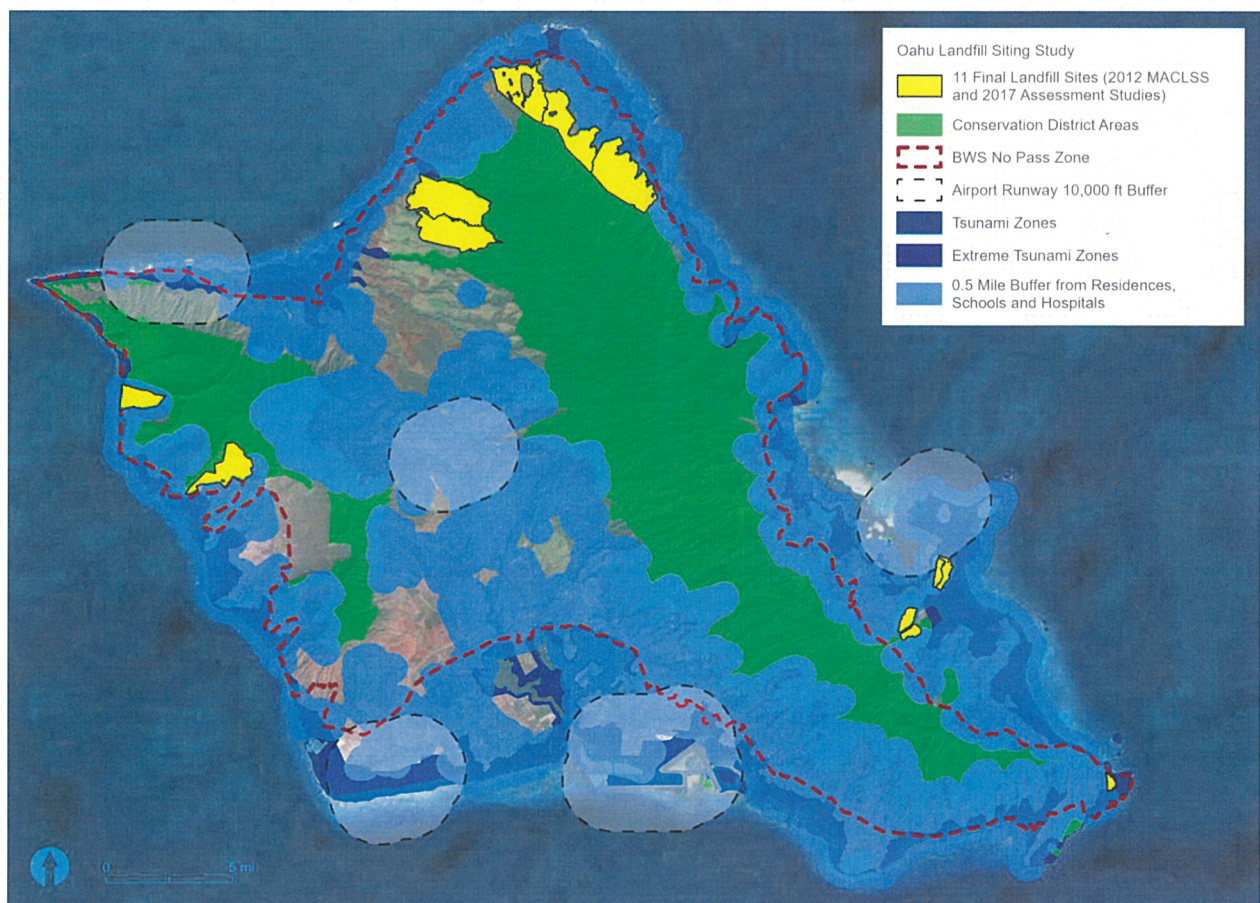 Oahu Landfill Siting Study
11 Final Landfill Sites (2012 MACLSS
and 2017 Assessment Studies)
Conservation District Areas
BWS No Pass Zone
Airport Runway 10,000 ft Buffer
Tsunami Zones
Extreme Tsunami Zones
0.5 Mile Buffer from Residences,
Schools and Hospitals
0 5 mi